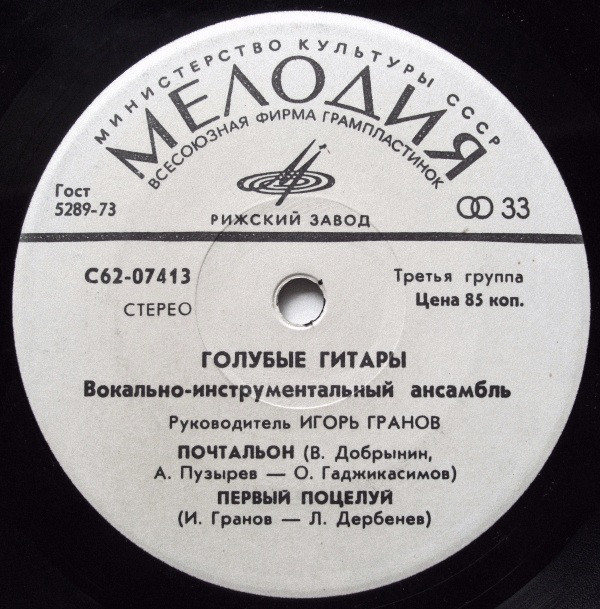 МИНИСТЕРСТВО КУЛЬТУРЫ СССР
МЕЛОДИЯ
ВСЕСОЮЗНАЯ ФИРМА ГРАМПЛАСТИНОК
Гост
5289-73
РИЖСКИЙ ЗАВОД
33
С62-07413
СТЕРЕО
Третья группа
Цена 85 коп.
ГОЛУБЫЕ ГИТАРЫ
Вокально-инструментальный ансамбль
Руководитель ИГОРЬ ГРАНОВ
ПОЧТАЛЬОН (В. Добрынин,
А. Пузырев — О. Гаджикасимов)
ПЕРВЫЙ ПОЦЕЛУЙ
(И. Гранов — Л. Дербенев)